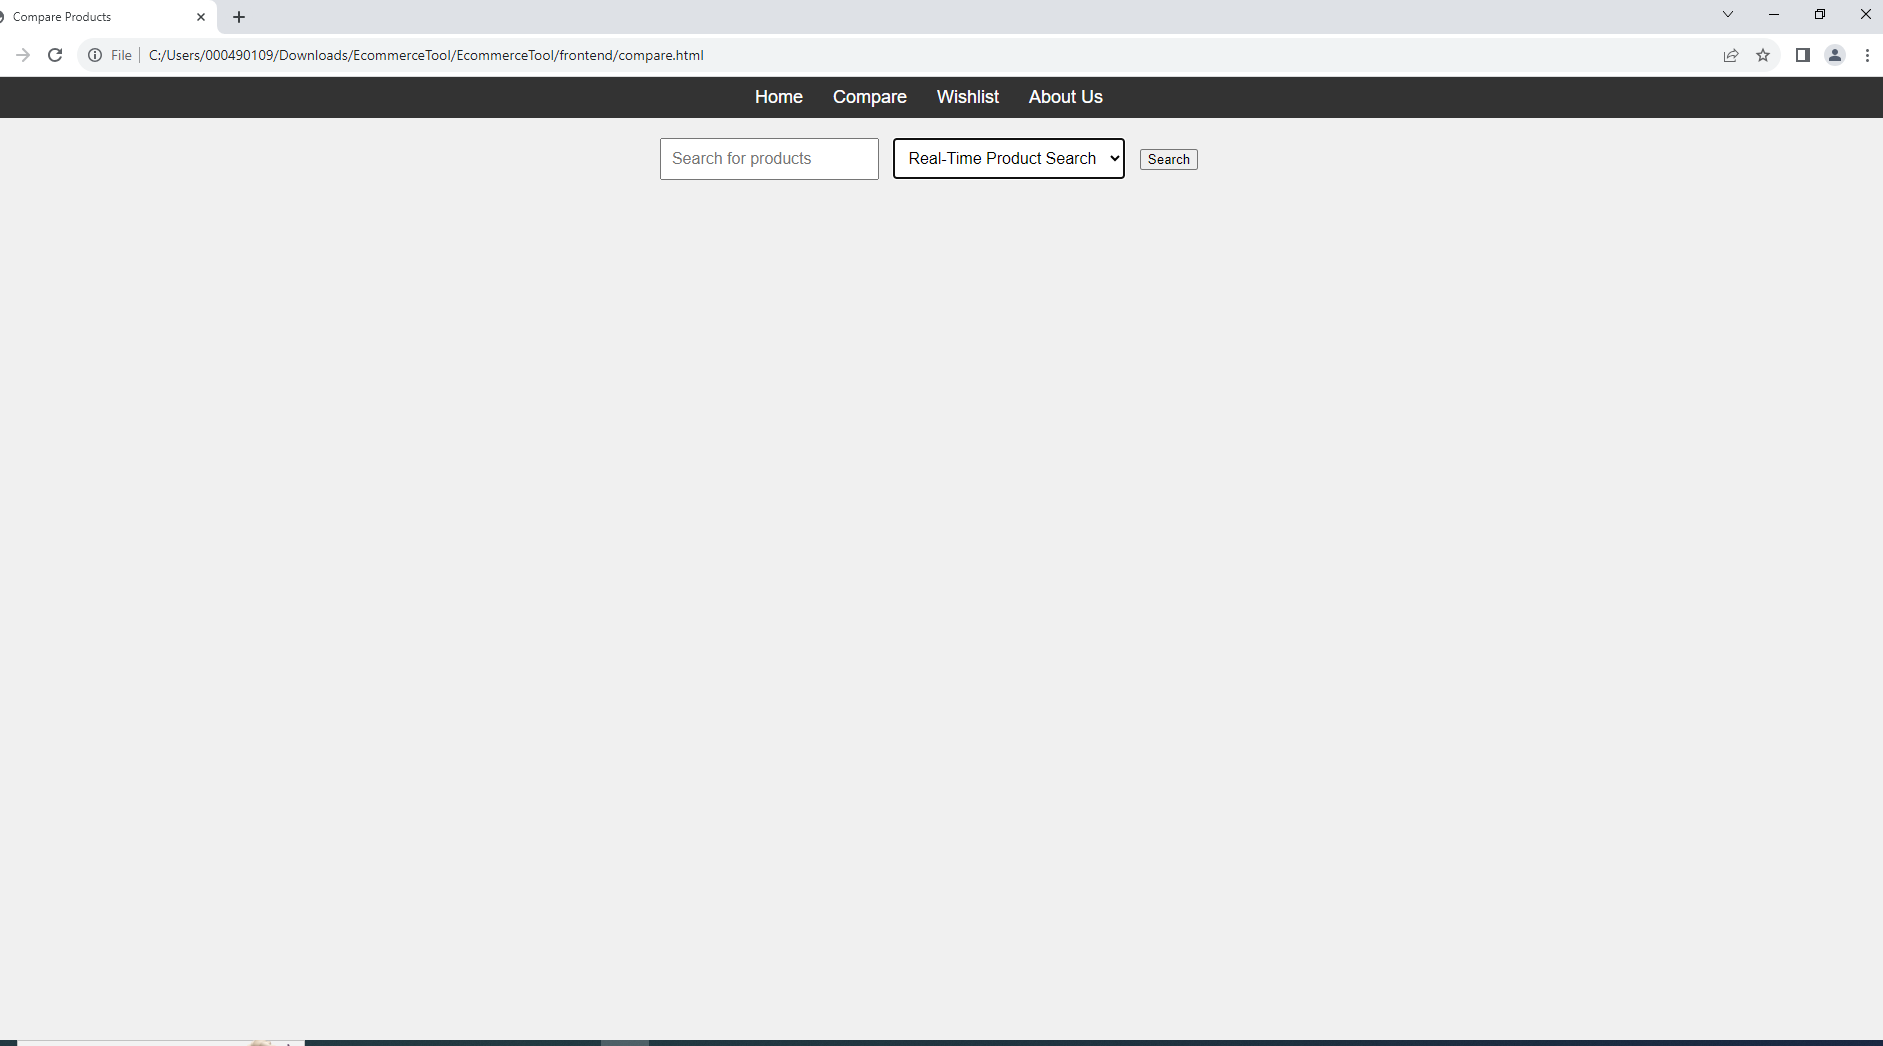 Compare Products
File
C:/Users/000490109/Downloads/EcommerceTool/EcommerceTool/frontend/compare.html
Home Compare Wishlist About Us
Search for products Real-Time Product Search Search